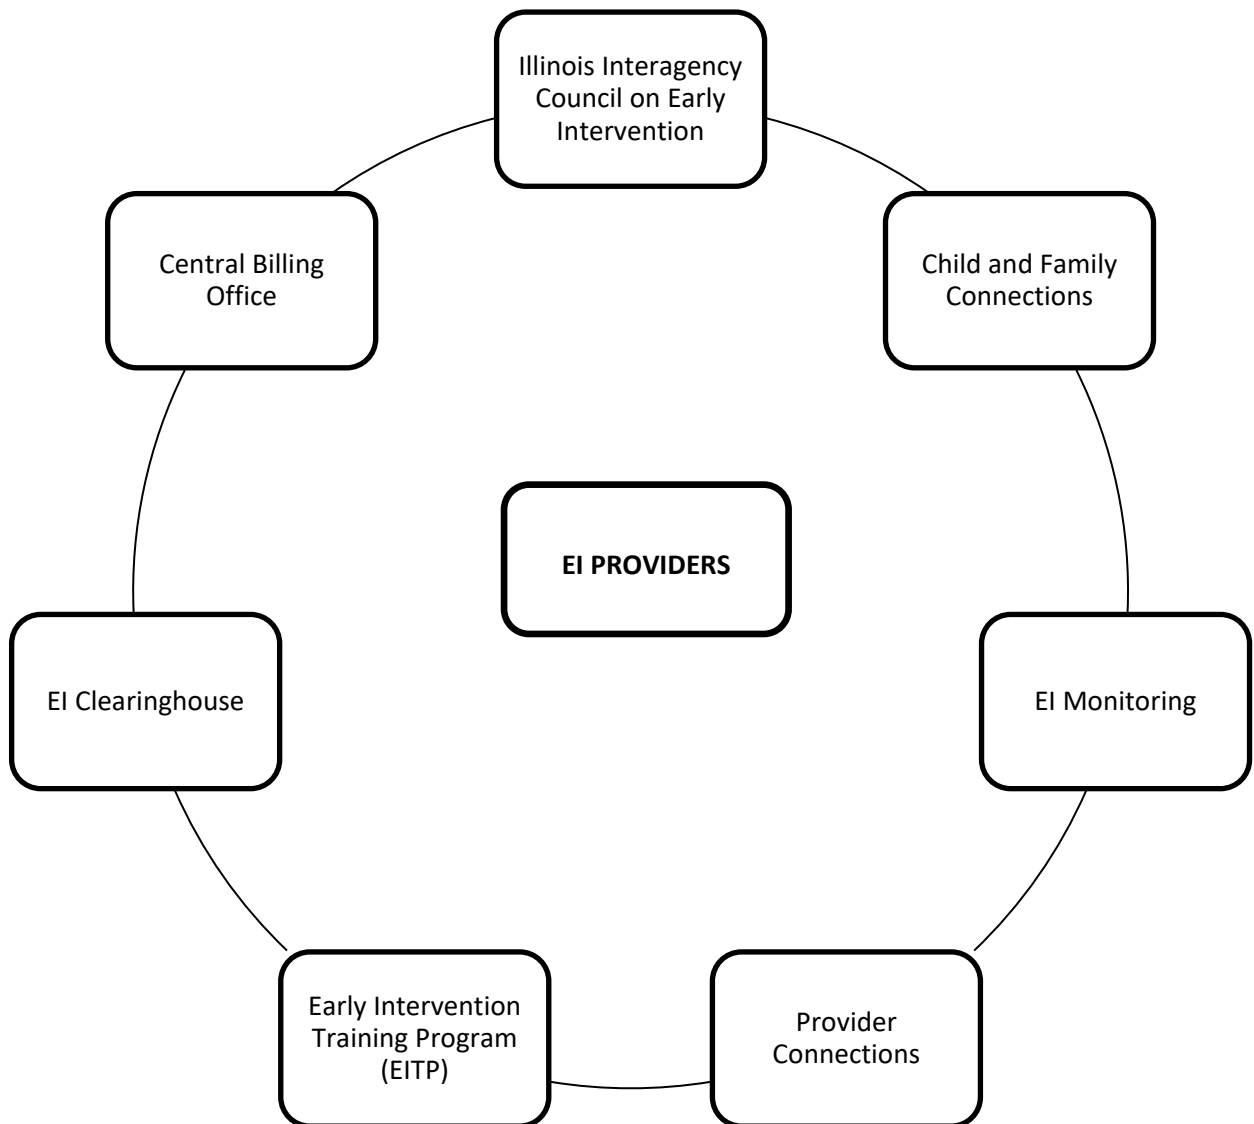 Illinois Interagency
Council on Early
Intervention
Central Billing
Office
Child and Family
Connections
EI PROVIDERS
EI Clearinghouse
EI Monitoring
Early Intervention
Training Program
(EITP)
Provider
Connections